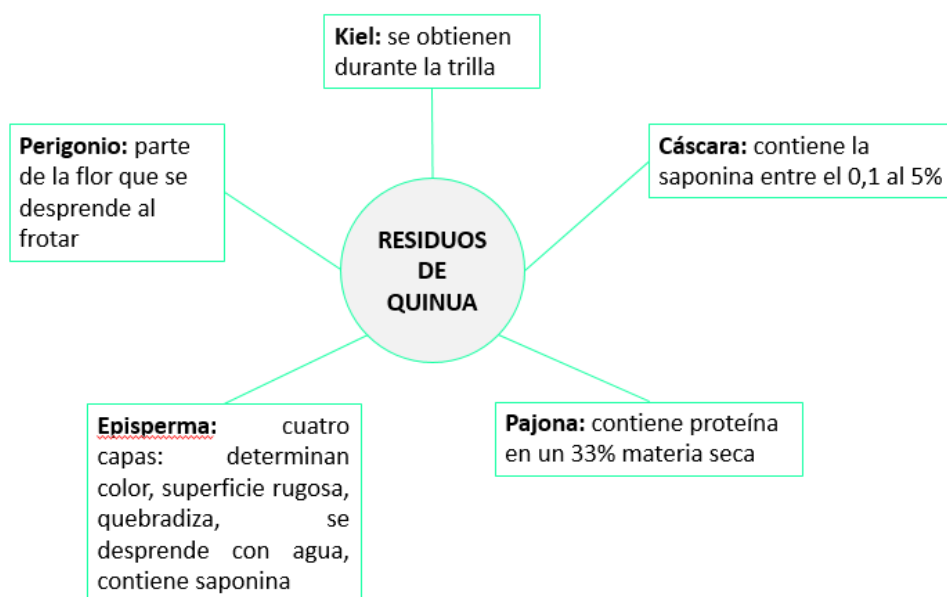 Kiel: se obtienen
durante la trilla
Perigonio: parte
de la flor que se
desprende al
frotar
Cáscara: contiene la
saponina entre el 0,1 al 5%
RESIDUOS
DE
QUINUA
Episperma: cuatro
capas: determinan
color, superficie rugosa,
quebradiza, se
desprende con agua,
contiene saponina
Pajona: contiene proteína
en un 33% materia seca